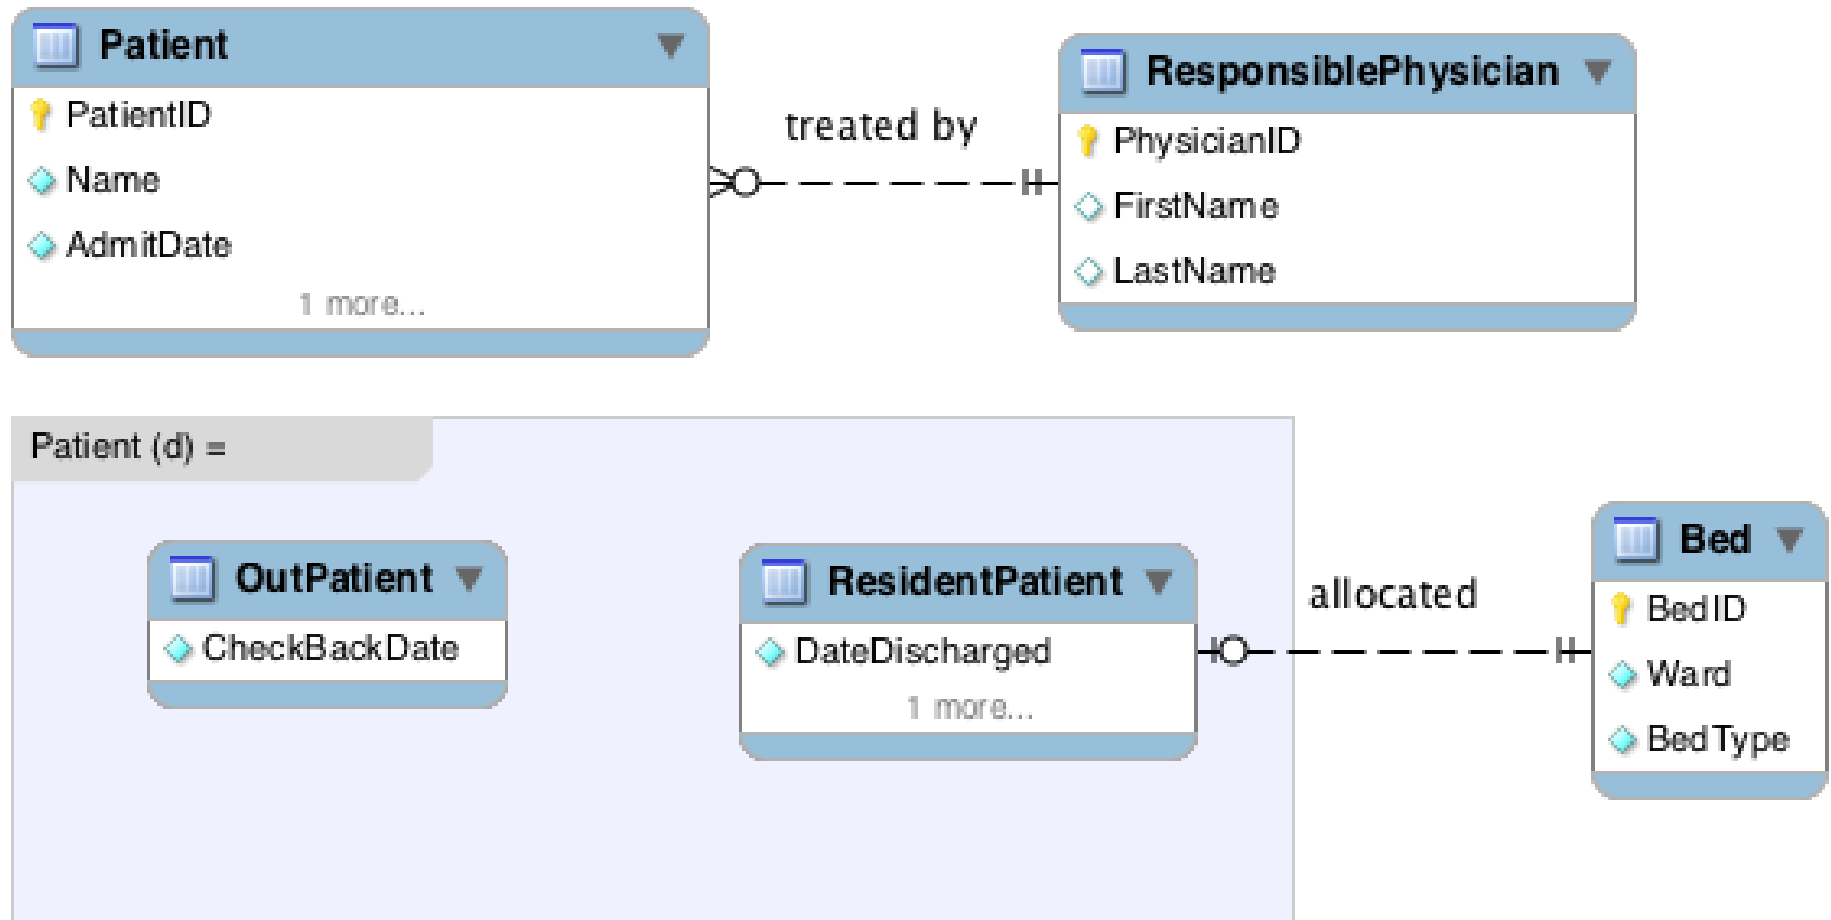 Patient
PatientID
Name
AdmitDate
1 more...
treated by
ResponsiblePhysician
PhysicianID
FirstName
LastName
Patient (d) =
OutPatient
CheckBackDate
ResidentPatient
DateDischarged
1 more...
allocated
Bed
BedID
Ward
BedType